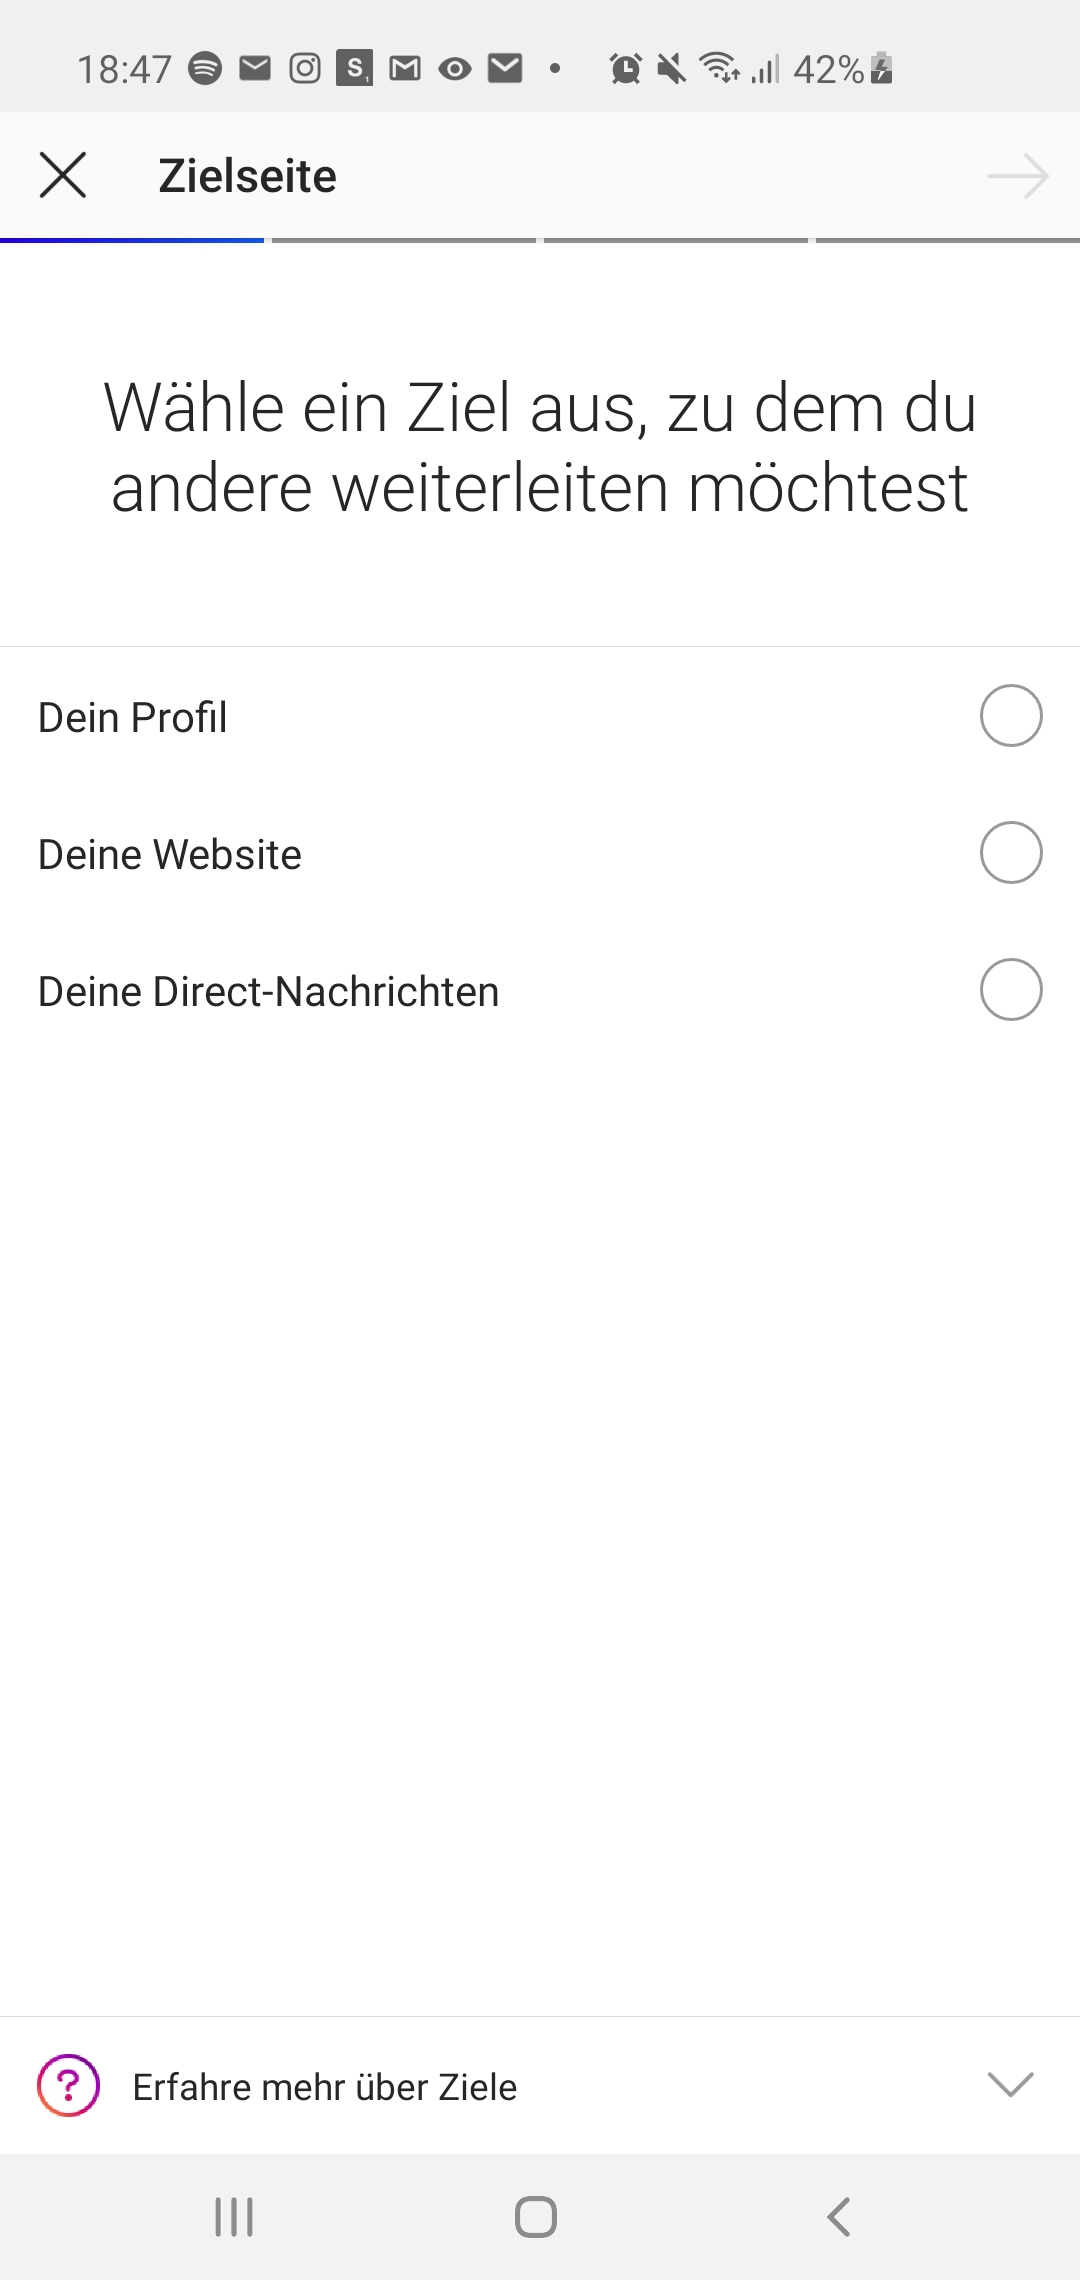 18:47 42%
Zielseite
Wähle ein Ziel aus, zu dem du
andere weiterleiten möchtest
Dein Profil
Deine Website
Deine Direct-Nachrichten
Erfahre mehr über Ziele